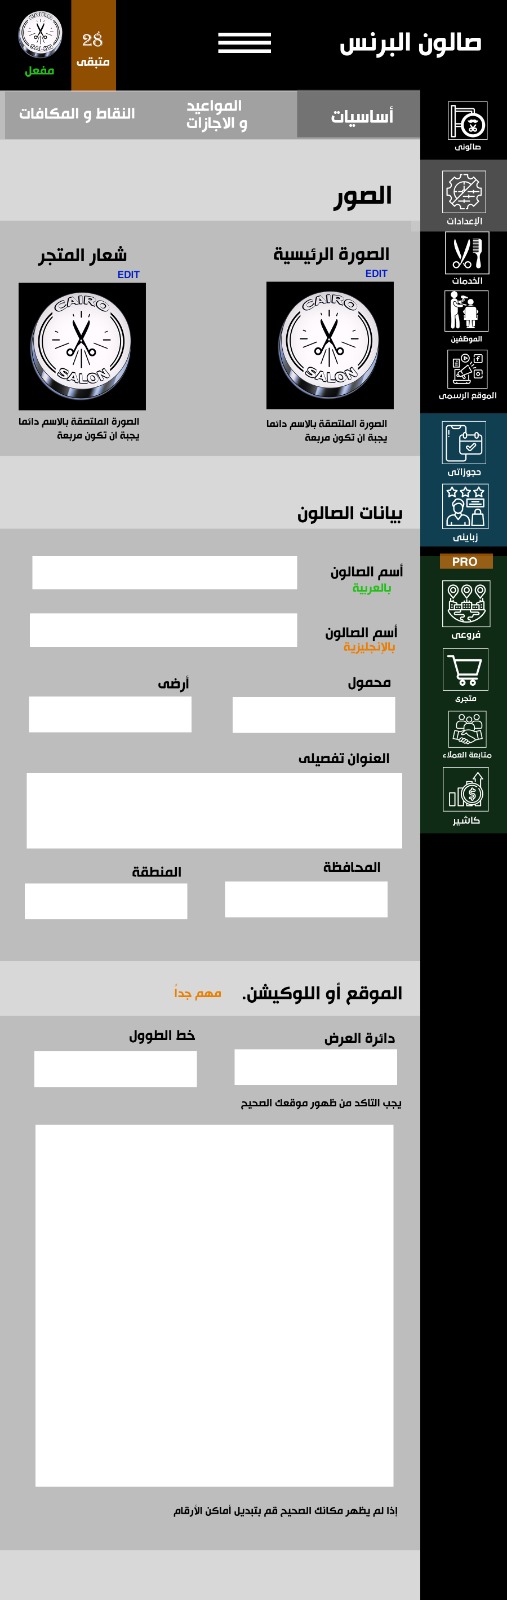 صالون البرنس
28
متبقى
مفعل
أساسيات
المواعيد
و الاجازات
النقاط و المكافات
صالونى
الإعدادات
الخدمات
الموظفين
الموقع الرسمى
حجوزاتى
زباينى
PRO
فروعى
متجرى
متابعة العملاء
كاشير
الصور
الصورة الرئيسية
EDIT
CAIRO
SALON
الصورة الملتصقة بالاسم دائما
يجبة ان تكون مربعة
شعار المتجر
EDIT
CAIRO
SALON
الصورة الملتصقة بالاسم دائما
يجبة ان تكون مربعة
بيانات الصالون
أسم الصالون
بالعربية
أسم الصالون
بالإنجليزية
محمول
أرضى
العنوان تفصيلى
المحافظة
المنطقة
الموقع أو اللوكيشن.
مهم جداً
دائرة العرض
خط الطوول
يجب التاكد من ظهور موقعك الصحيح
إذا لم يظهر مكانك الصحيح قم بتبديل أماكن الأرقام